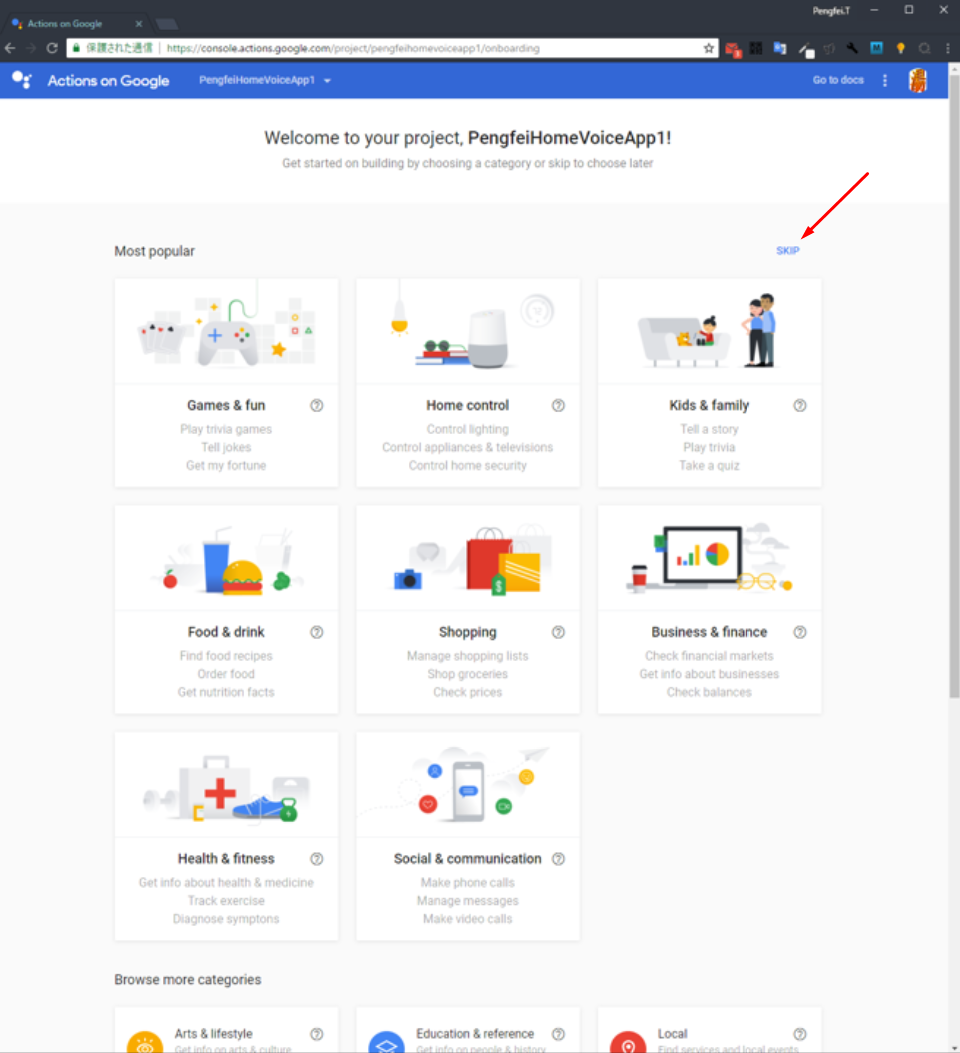 Pengfei.T
Actions on Google
保護された通信
https://console.actions.google.com/project/pengfeihomevoiceapp1/onboarding
Actions on Google
PengfeiHomeVoiceApp1
Go to docs
Welcome to your project, PengfeiHomeVoiceApp1!
Get started on building by choosing a category or skip to choose later
Most popular
SKIP
Games & fun
Play trivia games
Tell jokes
Get my fortune
Home control
Control lighting
Control appliances & televisions
Control home security
Kids & family
Tell a story
Play trivia
Take a quiz
Food & drink
Find food recipes
Order food
Get nutrition facts
Shopping
Manage shopping lists
Shop groceries
Check prices
Business & finance
Check financial markets
Get info about businesses
Check balances
Health & fitness
Get info about health & medicine
Track exercise
Diagnose symptons
Social & communication
Make phone calls
Manage messages
Make video calls
Browse more categories
Arts & lifestyle
Get info on arts & culture
Education & reference
Get info on people & history
Local
Find services and local events